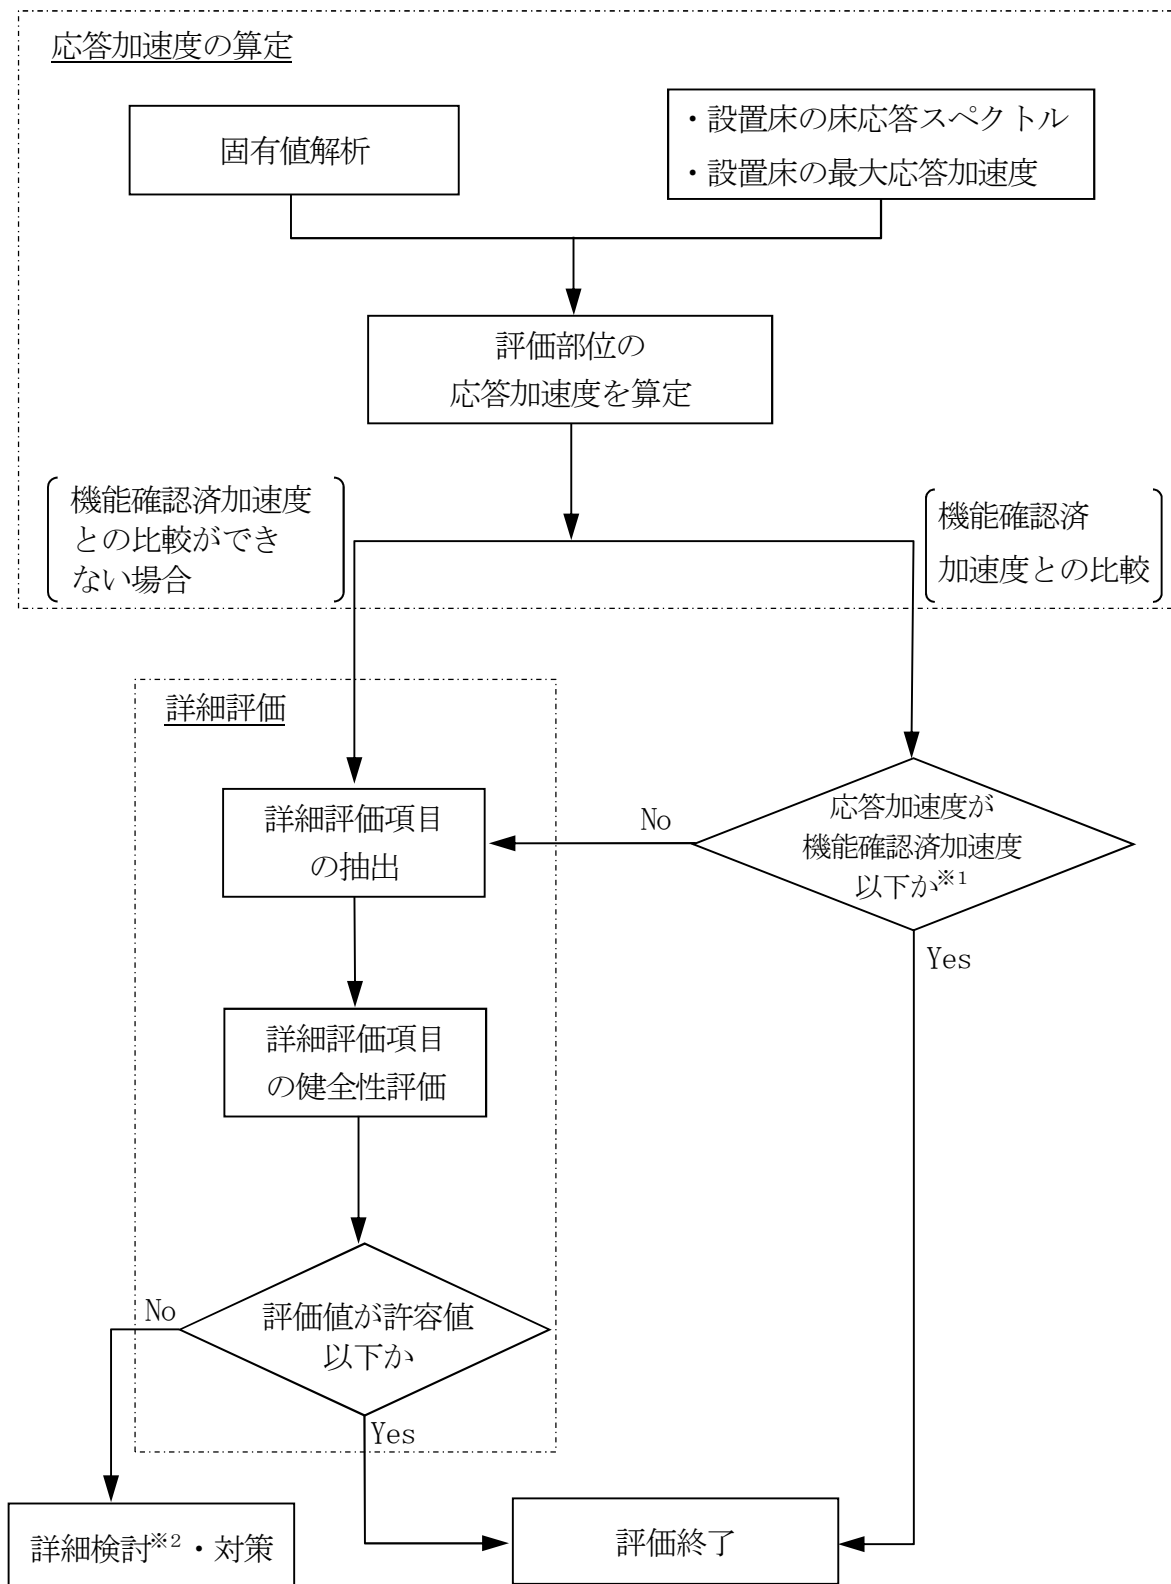 応答加速度の算定
固有値解析
・設置床の床応答スペクトル
・設置床の最大応答加速度
評価部位の
応答加速度を算定
機能確認済加速度
との比較ができ
ない場合
機能確認済
加速度との比較
詳細評価
詳細評価項目
の抽出
No
応答加速度が
機能確認済加速度
以下か※1
Yes
詳細評価項目
の健全性評価
No
評価値が許容値
以下か
Yes
詳細検討※2・対策
評価終了